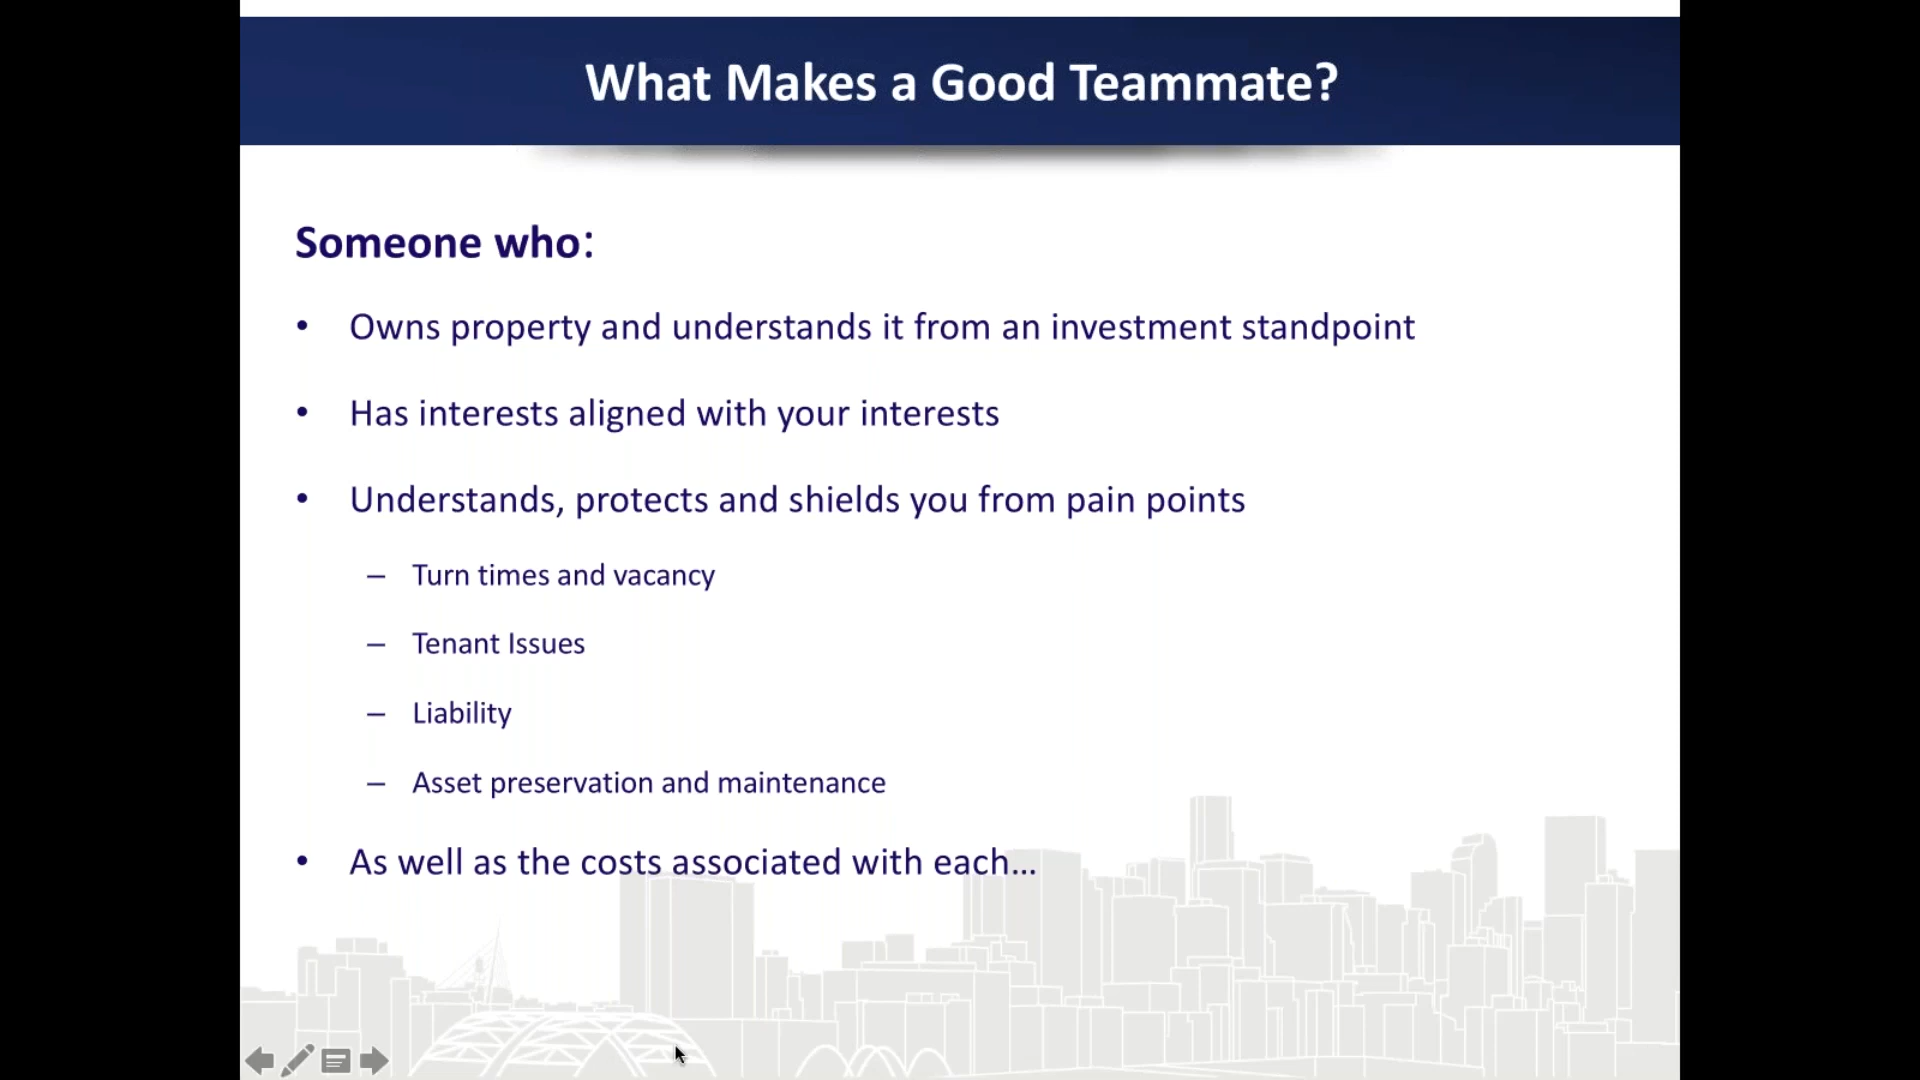 What Makes a Good Teammate?
Someone who:
• Owns property and understands it from an investment standpoint
• Has interests aligned with your interests
• Understands, protects and shields you from pain points
– Turn times and vacancy
– Tenant Issues
– Liability
– Asset preservation and maintenance
• As well as the costs associated with each…